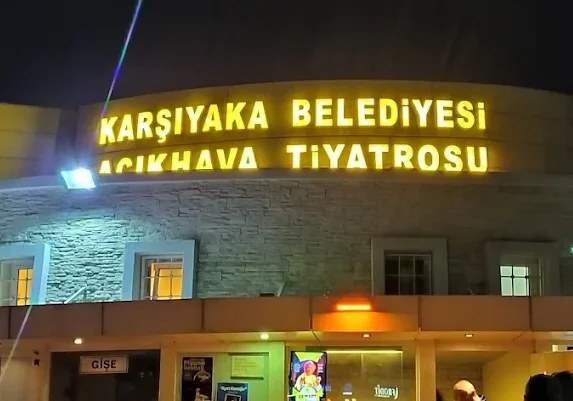 KARŞIYAKA BELEDİYESİ
AÇIKHAVA TİYATROSU
GİŞE